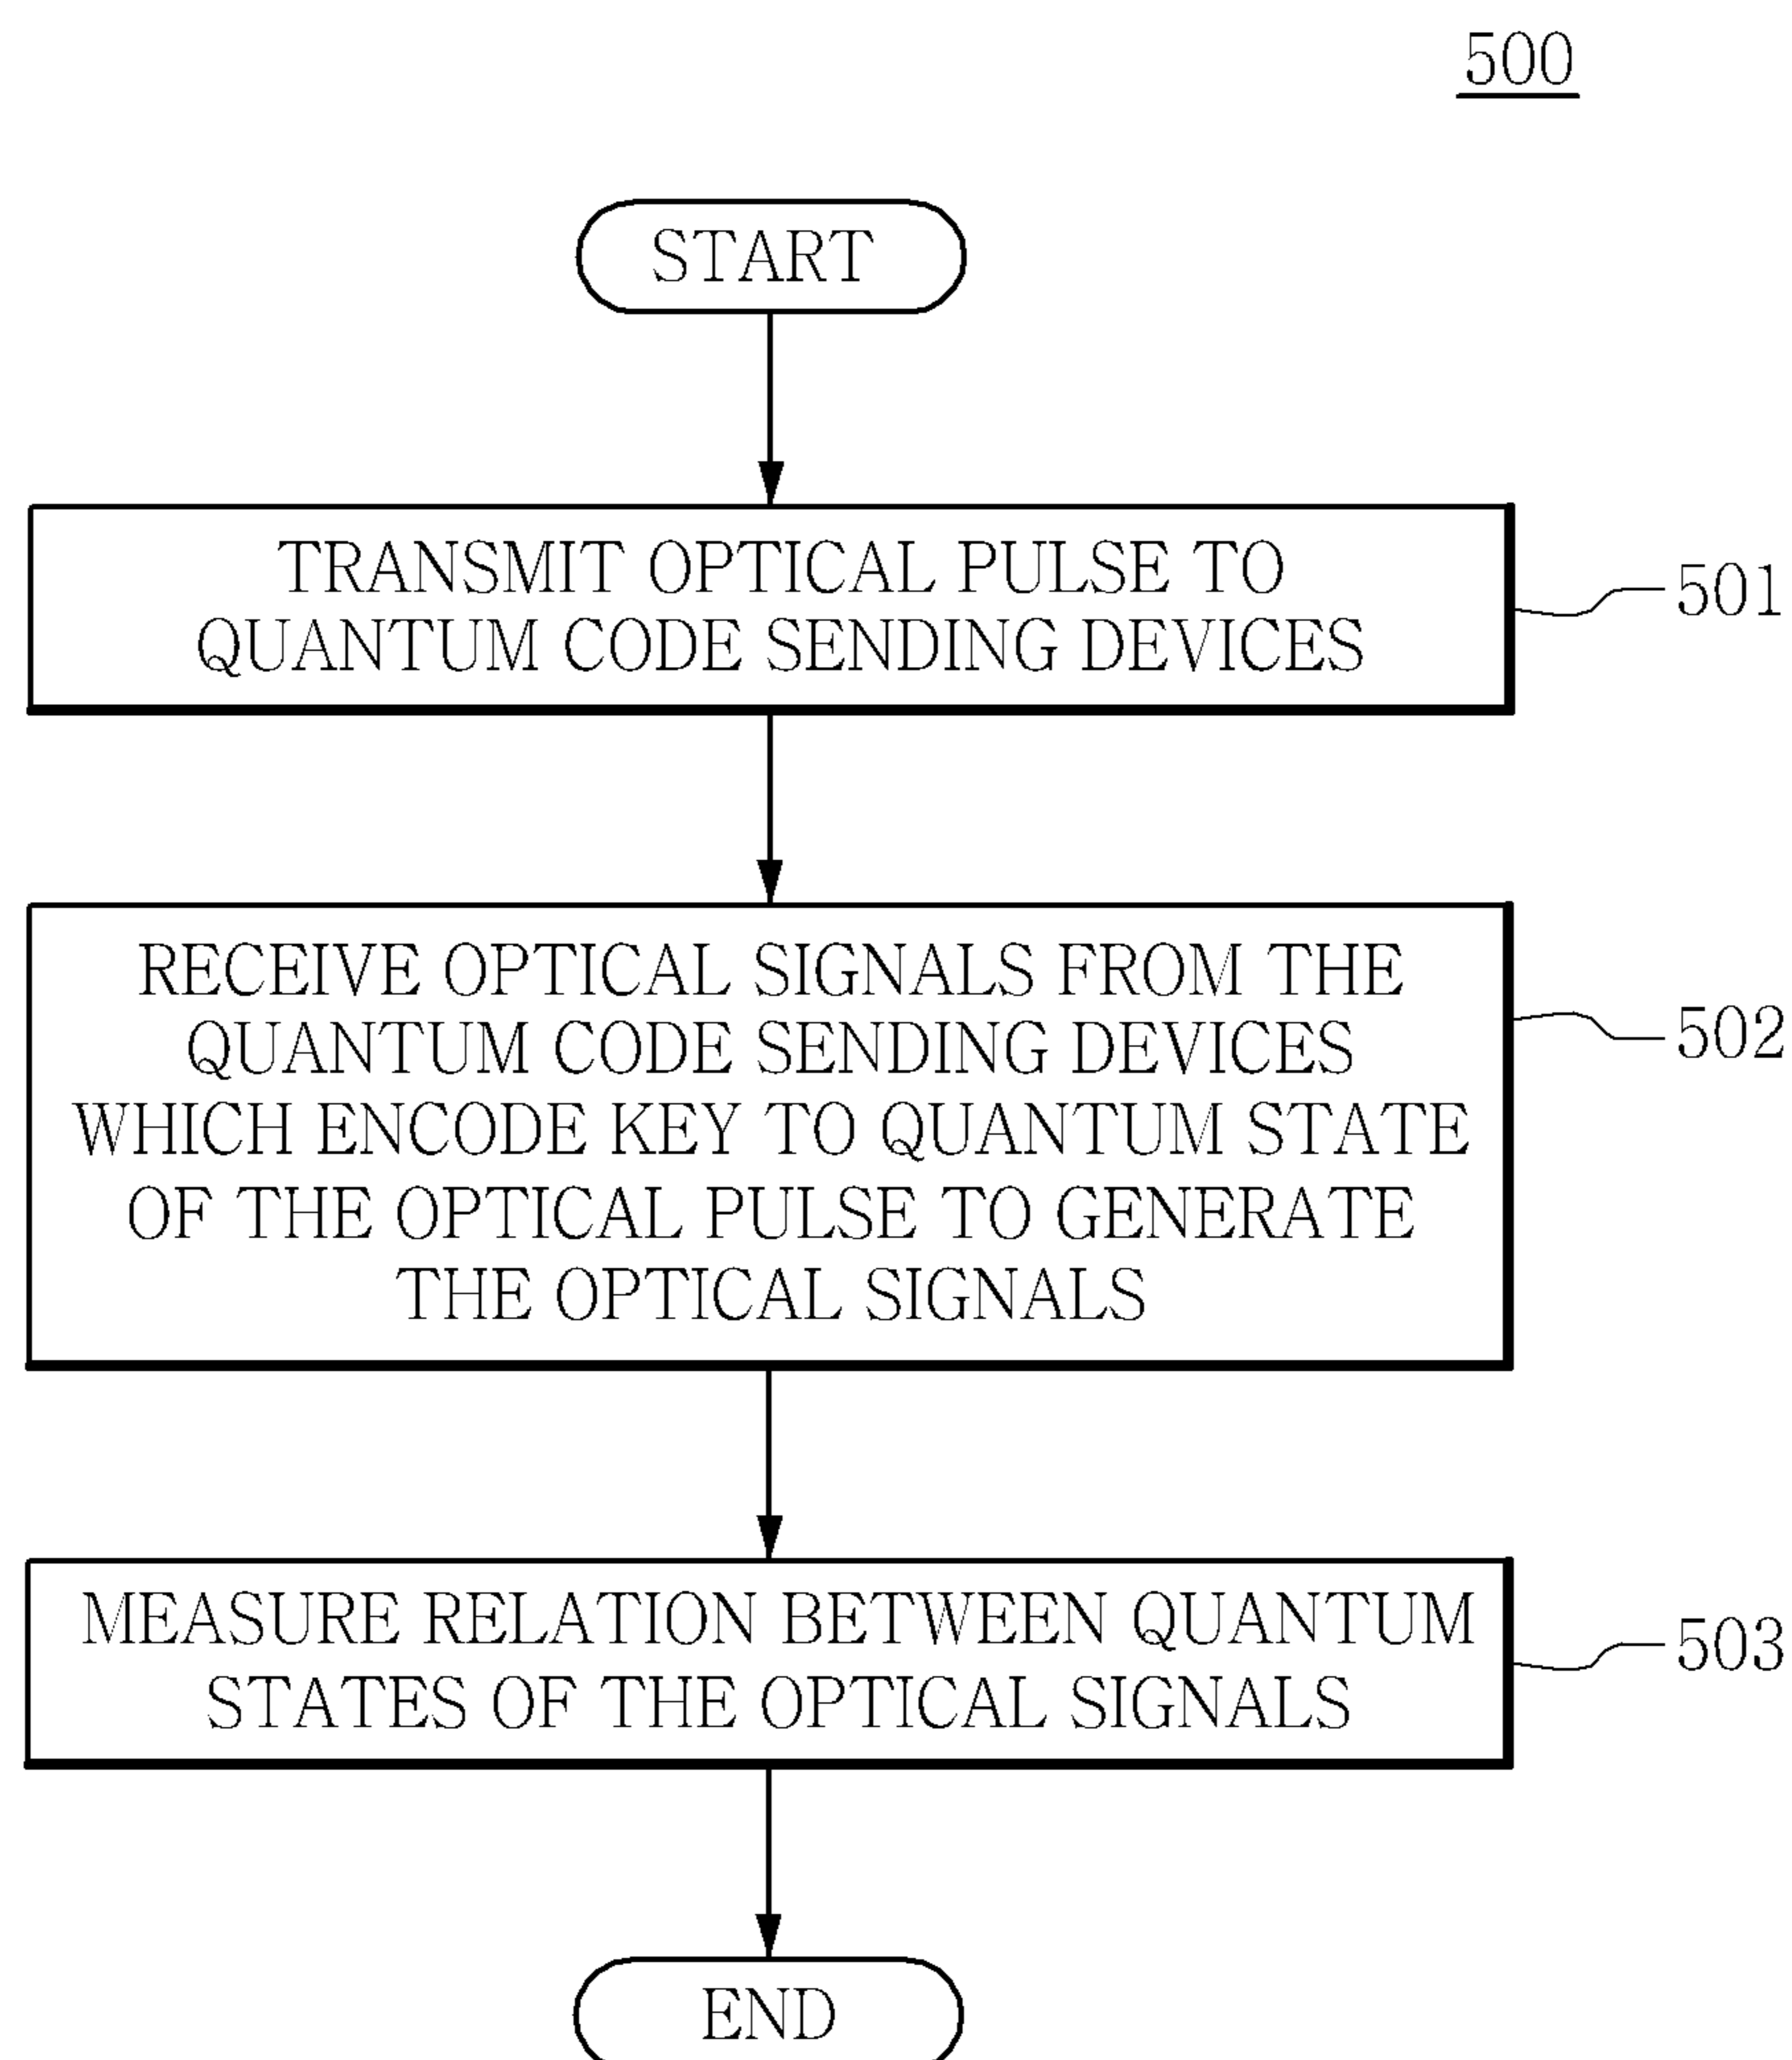 500
START
TRANSMIT OPTICAL PULSE TO
QUANTUM CODE SENDING DEVICES
501
RECEIVE OPTICAL SIGNALS FROM THE
QUANTUM CODE SENDING DEVICES
WHICH ENCODE KEY TO QUANTUM STATE
OF THE OPTICAL PULSE TO GENERATE
THE OPTICAL SIGNALS
502
MEASURE RELATION BETWEEN QUANTUM
STATES OF THE OPTICAL SIGNALS
503
END